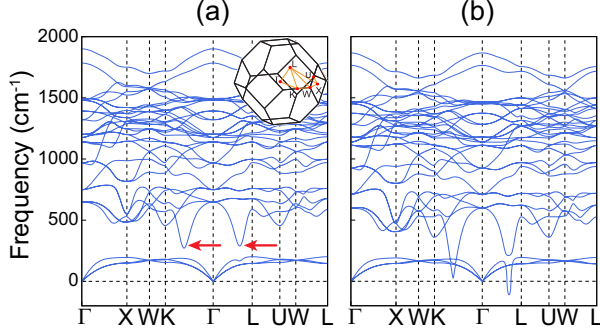 (a)
(b)
Frequency (cm⁻¹)
2000
1500
1000
500
0
L
U
X
Γ
K
W
Γ X W K Γ L U W L
Γ X W K Γ L U W L